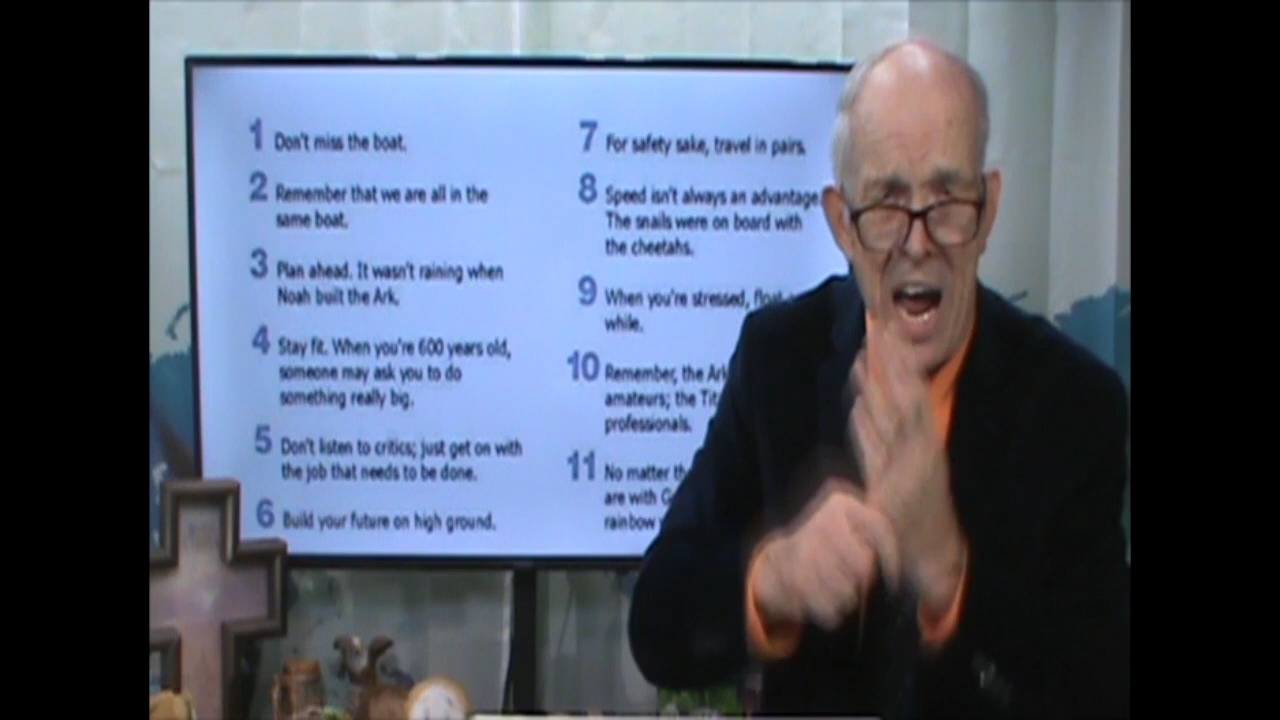 1 Don't miss the boat.
2 Remember that we are all in the
same boat.
3 Plan ahead. It wasn't raining when
Noah built the Ark.
4 Stay fit. When you're 600 years old,
someone may ask you to do
something really big.
5 Don't listen to critics; just get on with
the job that needs to be done.
6 Build your future on high ground.
7 For safety sake, travel in pairs.
8 Speed isn't always an advantage.
The snails were on board with
the cheetahs.
9 When you're stressed,
while.
10 Remember, the Ark
amateurs; the
professionals.
11 No matter
are with
rainbow